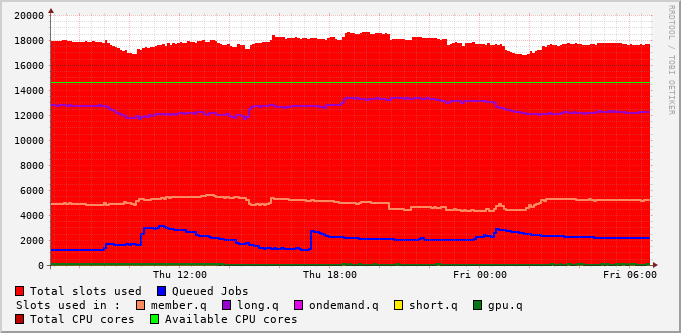 20000
18000
16000
14000
12000
10000
8000
6000
4000
2000
0
Thu 12:00 Thu 18:00 Fri 00:00 Fri 06:00
Total slots used Queued Jobs
Slots used in : member.q long.q ondemand.q short.q gpu.q
Total CPU cores Available CPU cores
RRDTOOL / TOBI OETIKER